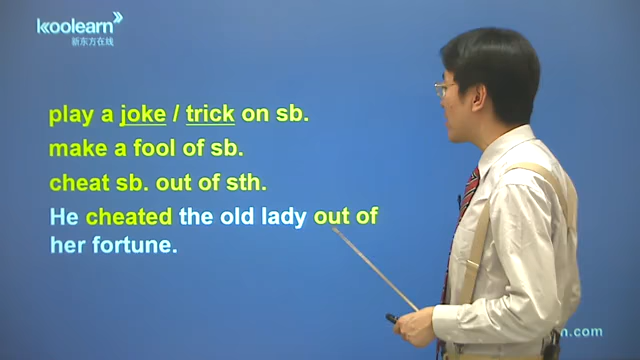 koolearn
新东方在线
play a joke / trick on sb.
make a fool of sb.
cheat sb. out of sth.
He cheated the old lady out of
her fortune.
.com